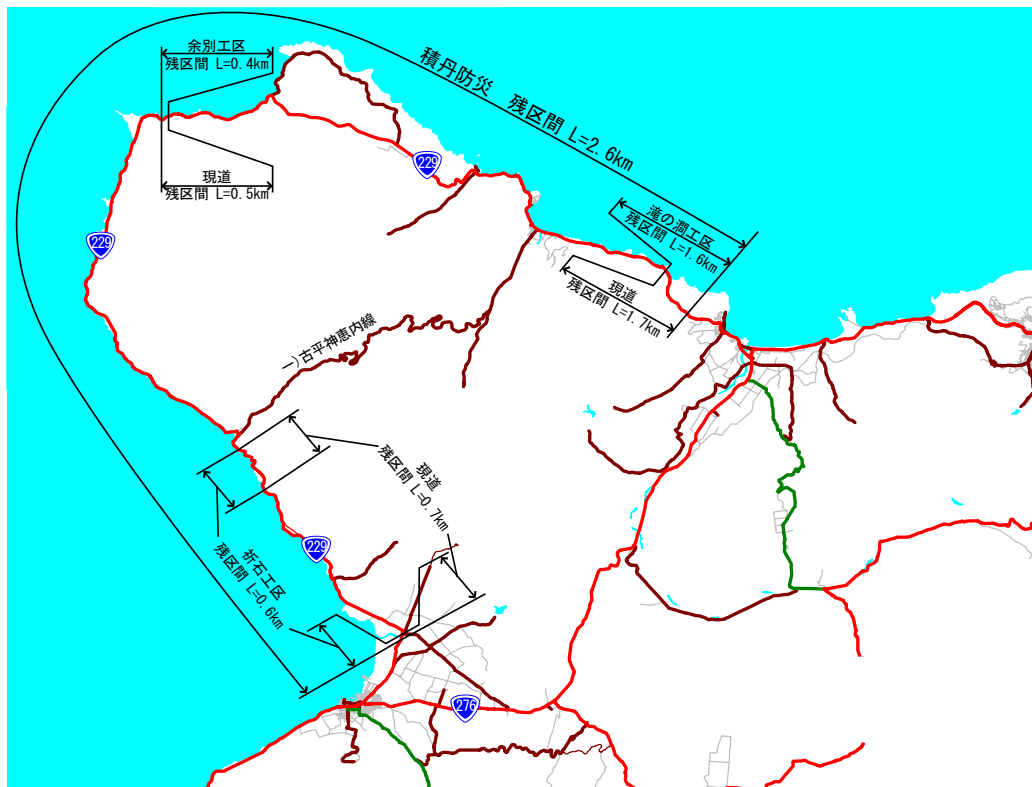 余別工区
残区間 L=0.4km
積丹防災 残区間 L=2.6km
229
現道
残区間 L=0.5km
滝の澗工区
残区間 L=1.6km
229
現道
残区間 L=1.7km
一)古平神恵内線
現道
残区間 L=0.7km
229
祈石工区
残区間 L=0.6km
276